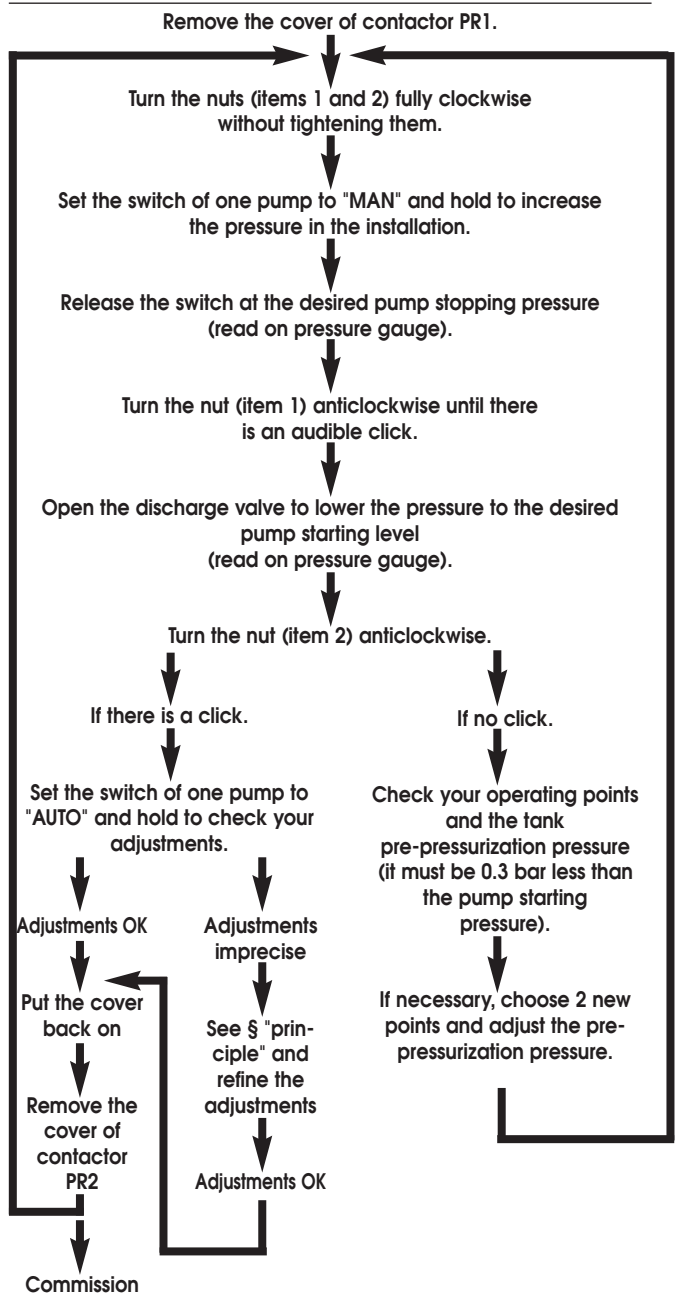 Remove the cover of contactor PR1.
Turn the nuts (items 1 and 2) fully clockwise
without tightening them.
Set the switch of one pump to "MAN" and hold to increase
the pressure in the installation.
Release the switch at the desired pump stopping pressure
(read on pressure gauge).
Turn the nut (item 1) anticlockwise until there
is an audible click.
Open the discharge valve to lower the pressure to the desired
pump starting level
(read on pressure gauge).
Turn the nut (item 2) anticlockwise.
If there is a click.
Set the switch of one pump to
"AUTO" and hold to check your
adjustments.
Adjustments OK
Put the cover
back on
Remove the
cover of
contactor
PR2
Commission
Adjustments
imprecise
See § "prin-
ciple" and
refine the
adjustments
Adjustments OK
If no click.
Check your operating points
and the tank
pre-pressurization pressure
(it must be 0.3 bar less than
the pump starting
pressure).
If necessary, choose 2 new
points and adjust the pre-
pressurization pressure.